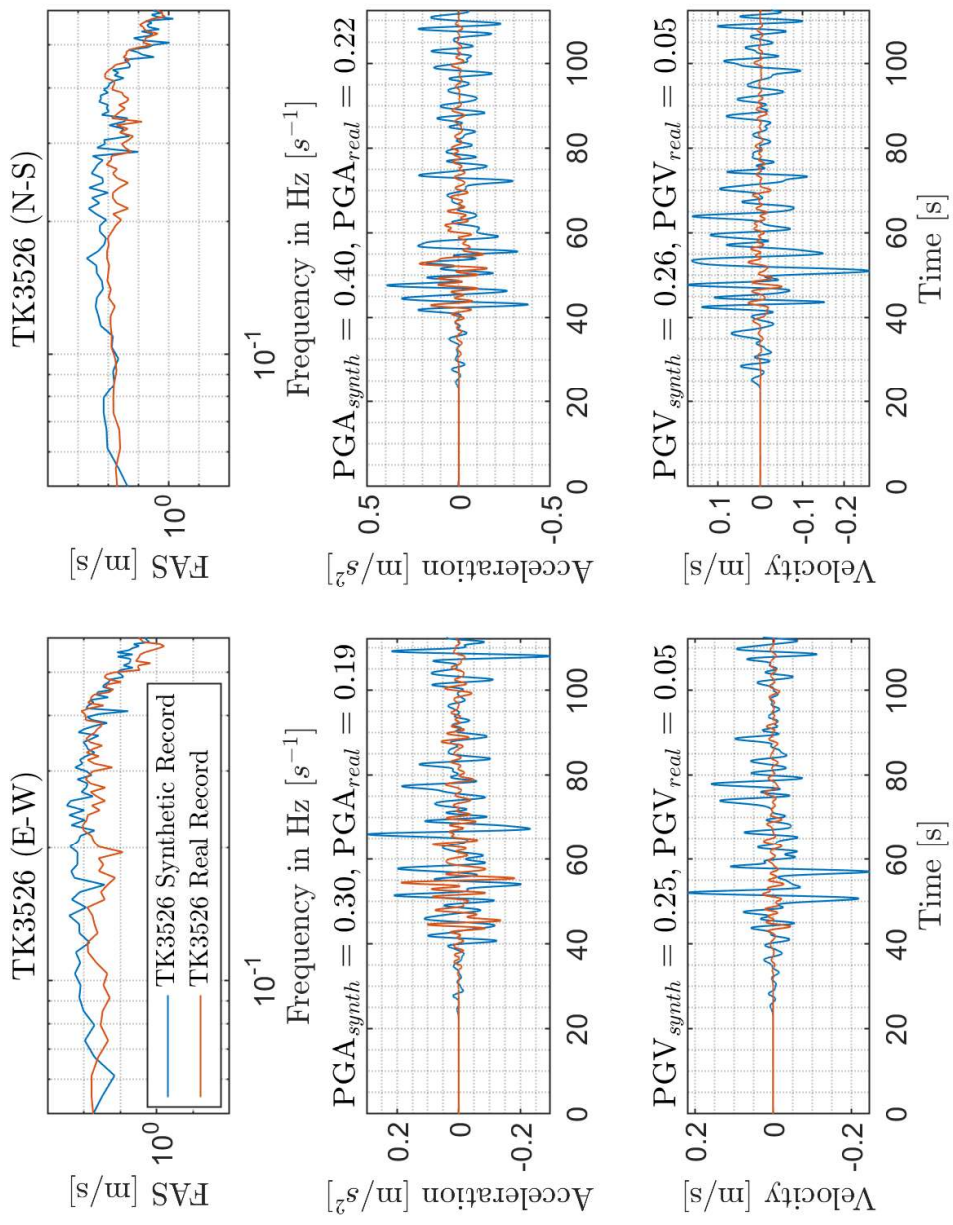 TK3526 (E-W)
FAS [m/s]
10^0
TK3526 Synthetic Record
TK3526 Real Record
10^-1
Frequency in Hz [s^-1]
TK3526 (N-S)
FAS [m/s]
10^0
10^-1
Frequency in Hz [s^-1]
PGA_synth = 0.30, PGA_real = 0.19
Acceleration [m/s^2]
0.2
0
-0.2
0 20 40 60 80 100
PGA_synth = 0.40, PGA_real = 0.22
Acceleration [m/s^2]
0.5
0
-0.5
0 20 40 60 80 100
PGV_synth = 0.25, PGV_real = 0.05
Velocity [m/s]
0.2
0
-0.2
0 20 40 60 80 100
Time [s]
PGV_synth = 0.26, PGV_real = 0.05
Velocity [m/s]
0.1
0
-0.1
-0.2
0 20 40 60 80 100
Time [s]